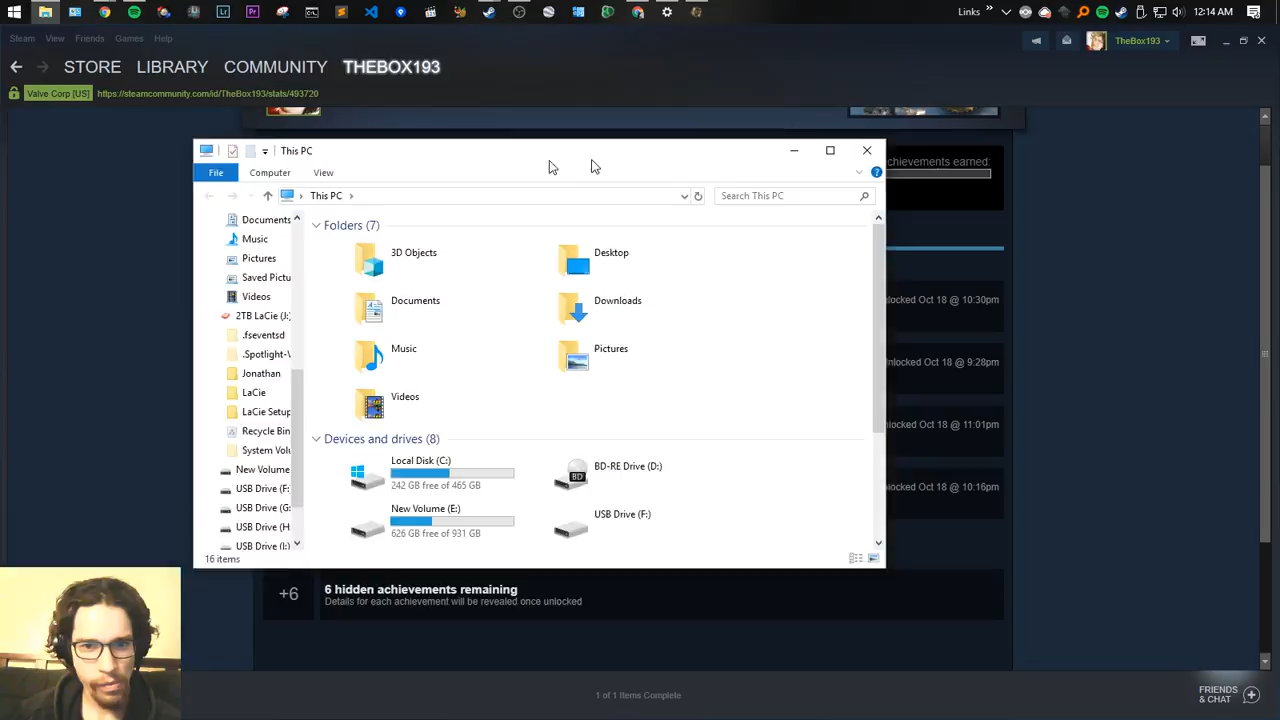 Links
12:14 AM
Steam View Friends Games Help
TheBox193
STORE LIBRARY COMMUNITY THEBOX193
Valve Corp [US] https://steamcommunity.com/id/TheBox193/stats/493720
This PC
File Computer View
This PC
Search This PC
Documents
Music
Pictures
Saved Pictu
Videos
2TB LaCie (J:)
.fseventsd
.Spotlight-V
Jonathan
LaCie
LaCie Setup
Recycle Bin
System Volu
New Volume
USB Drive (F:
USB Drive (G:
USB Drive (H:
USB Drive (I:)
Folders (7)
3D Objects
Desktop
Documents
Downloads
Music
Pictures
Videos
Devices and drives (8)
Local Disk (C:)
242 GB free of 465 GB
BD
BD-RE Drive (D:)
New Volume (E:)
626 GB free of 931 GB
USB Drive (F:)
16 items
chievements earned:
locked Oct 18 @ 10:30pm
nlocked Oct 18 @ 9:28pm
locked Oct 18 @ 11:01pm
locked Oct 18 @ 10:16pm
+6
6 hidden achievements remaining
Details for each achievement will be revealed once unlocked
1 of 1 Items Complete
FRIENDS
& CHAT